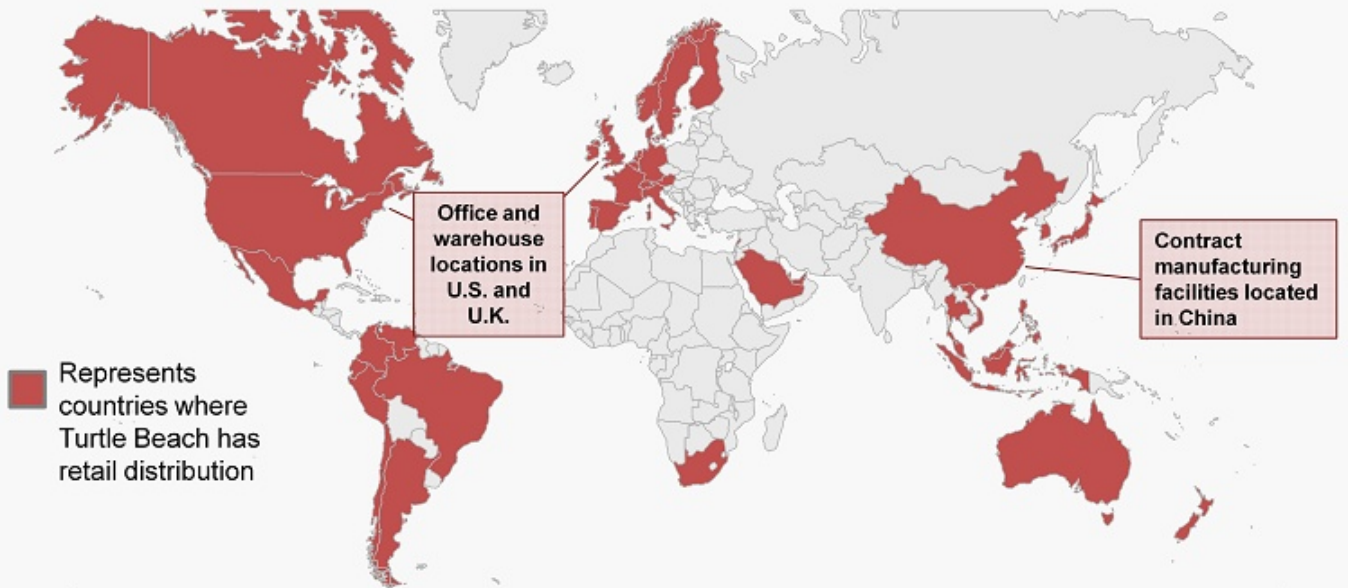 Office and
warehouse
locations in
U.S. and
U.K.
Contract
manufacturing
facilities located
in China
Represents
countries where
Turtle Beach has
retail distribution